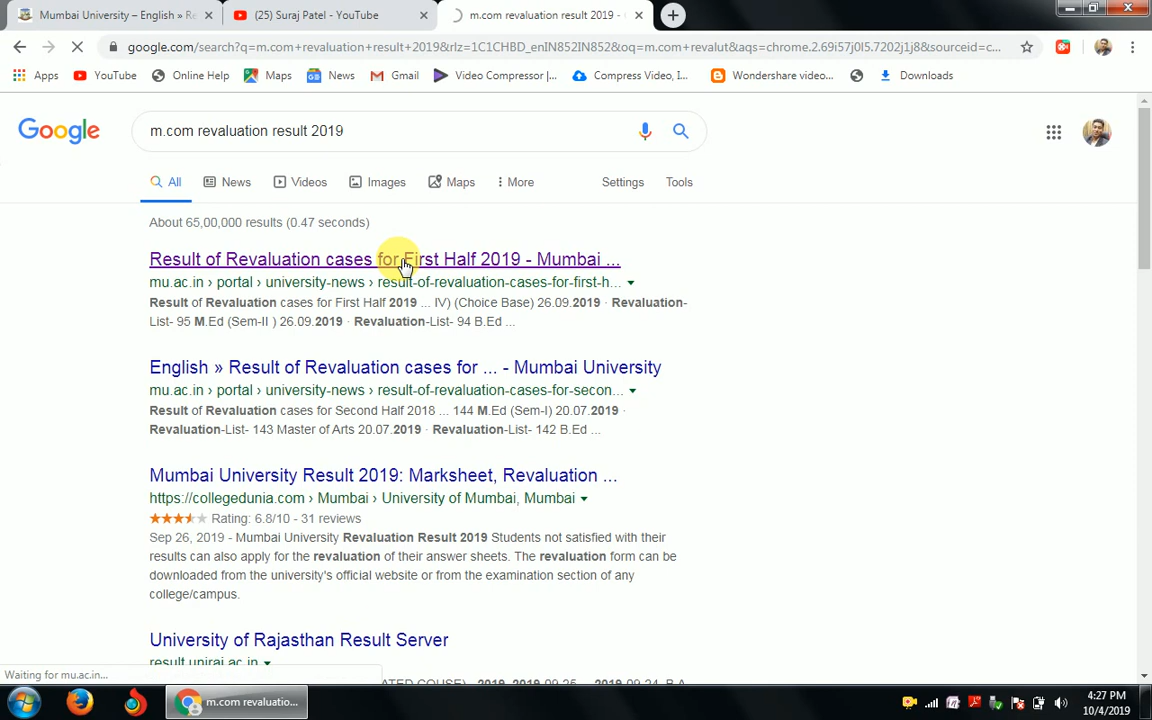 Mumbai University – English » Re
(25) Suraj Patel - YouTube
m.com revaluation result 2019 -
google.com/search?q=m.com+revaluation+result+2019&rlz=1C1CHBD_enIN852IN852&oq=m.com+revalut&aqs=chrome.2.69i57j0l5.7202j1j8&sourceid=c...
Apps YouTube Online Help Maps News Gmail Video Compressor |... Compress Video, I... Wondershare video... Downloads
Google
m.com revaluation result 2019
All News Videos Images Maps More Settings Tools
About 65,00,000 results (0.47 seconds)
Result of Revaluation cases for First Half 2019 - Mumbai ...
mu.ac.in › portal › university-news › result-of-revaluation-cases-for-first-h...
Result of Revaluation cases for First Half 2019 ... IV) (Choice Base) 26.09.2019 · Revaluation-
List- 95 M.Ed (Sem-II ) 26.09.2019 · Revaluation-List- 94 B.Ed ...
English » Result of Revaluation cases for ... - Mumbai University
mu.ac.in › portal › university-news › result-of-revaluation-cases-for-secon...
Result of Revaluation cases for Second Half 2018 ... 144 M.Ed (Sem-I) 20.07.2019 ·
Revaluation-List- 143 Master of Arts 20.07.2019 · Revaluation-List- 142 B.Ed ...
Mumbai University Result 2019: Marksheet, Revaluation ...
https://collegedunia.com › Mumbai › University of Mumbai, Mumbai
Rating: 6.8/10 - 31 reviews
Sep 26, 2019 - Mumbai University Revaluation Result 2019 Students not satisfied with their
results can also apply for the revaluation of their answer sheets. The revaluation form can be
downloaded from the university's official website or from the examination section of any
college/campus.
University of Rajasthan Result Server
result.uniraj.ac.in
Waiting for mu.ac.in...
m.com revaluatio...
4:27 PM
10/4/2019